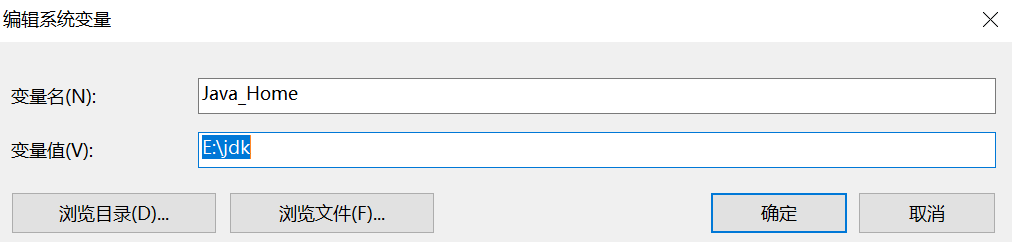 编辑系统变量
变量名(N): Java_Home
变量值(V): E:\jdk
浏览目录(D)... 浏览文件(F)... 确定 取消